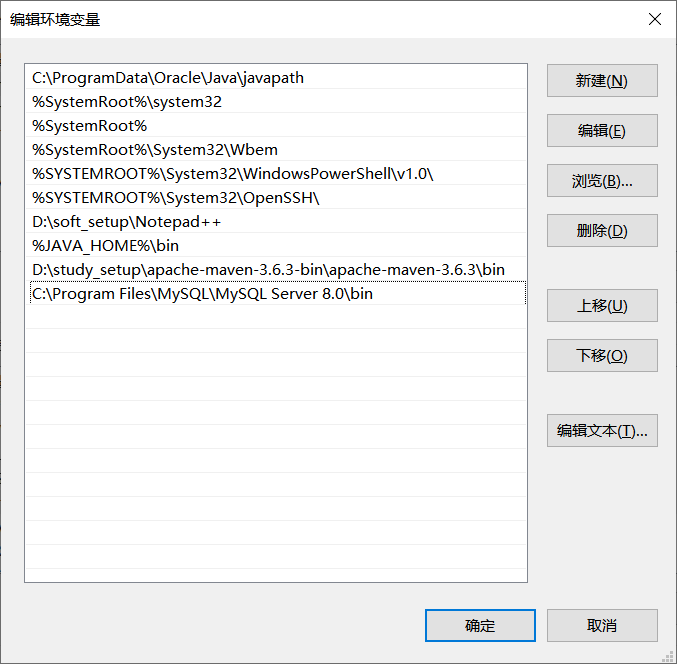 编辑环境变量
C:\ProgramData\Oracle\Java\javapath
%SystemRoot%\system32
%SystemRoot%
%SystemRoot%\System32\Wbem
%SYSTEMROOT%\System32\WindowsPowerShell\v1.0\
%SYSTEMROOT%\System32\OpenSSH\
D:\soft_setup\Notepad++
%JAVA_HOME%\bin
D:\study_setup\apache-maven-3.6.3-bin\apache-maven-3.6.3\bin
C:\Program Files\MySQL\MySQL Server 8.0\bin
新建(N)
编辑(E)
浏览(B)...
删除(D)
上移(U)
下移(O)
编辑文本(T)...
确定
取消